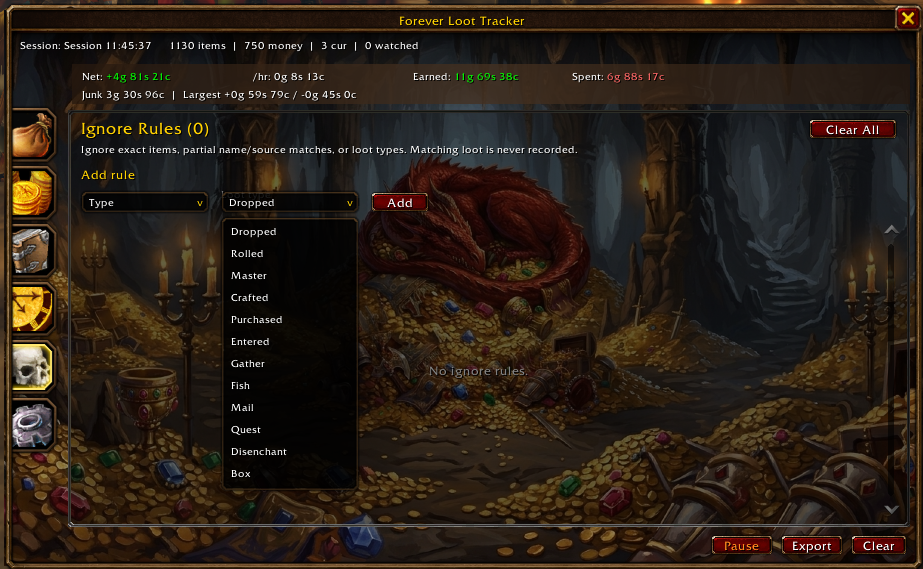 Forever Loot Tracker
Session: Session 11:45:37 1130 items | 750 money | 3 cur | 0 watched
Net: +4g 81s 21c /hr: 0g 8s 13c Earned: 11g 69s 38c Spent: 6g 88s 17c
Junk 3g 30s 96c | Largest +0g 59s 79c / -0g 45s 0c
Ignore Rules (0)
Clear All
Ignore exact items, partial name/source matches, or loot types. Matching loot is never recorded.
Add rule
Type v Dropped v Add
Dropped
Rolled
Master
Crafted
Purchased
Entered
Gather
Fish
Mail
Quest
Disenchant
Box
No ignore rules.
Pause Export Clear